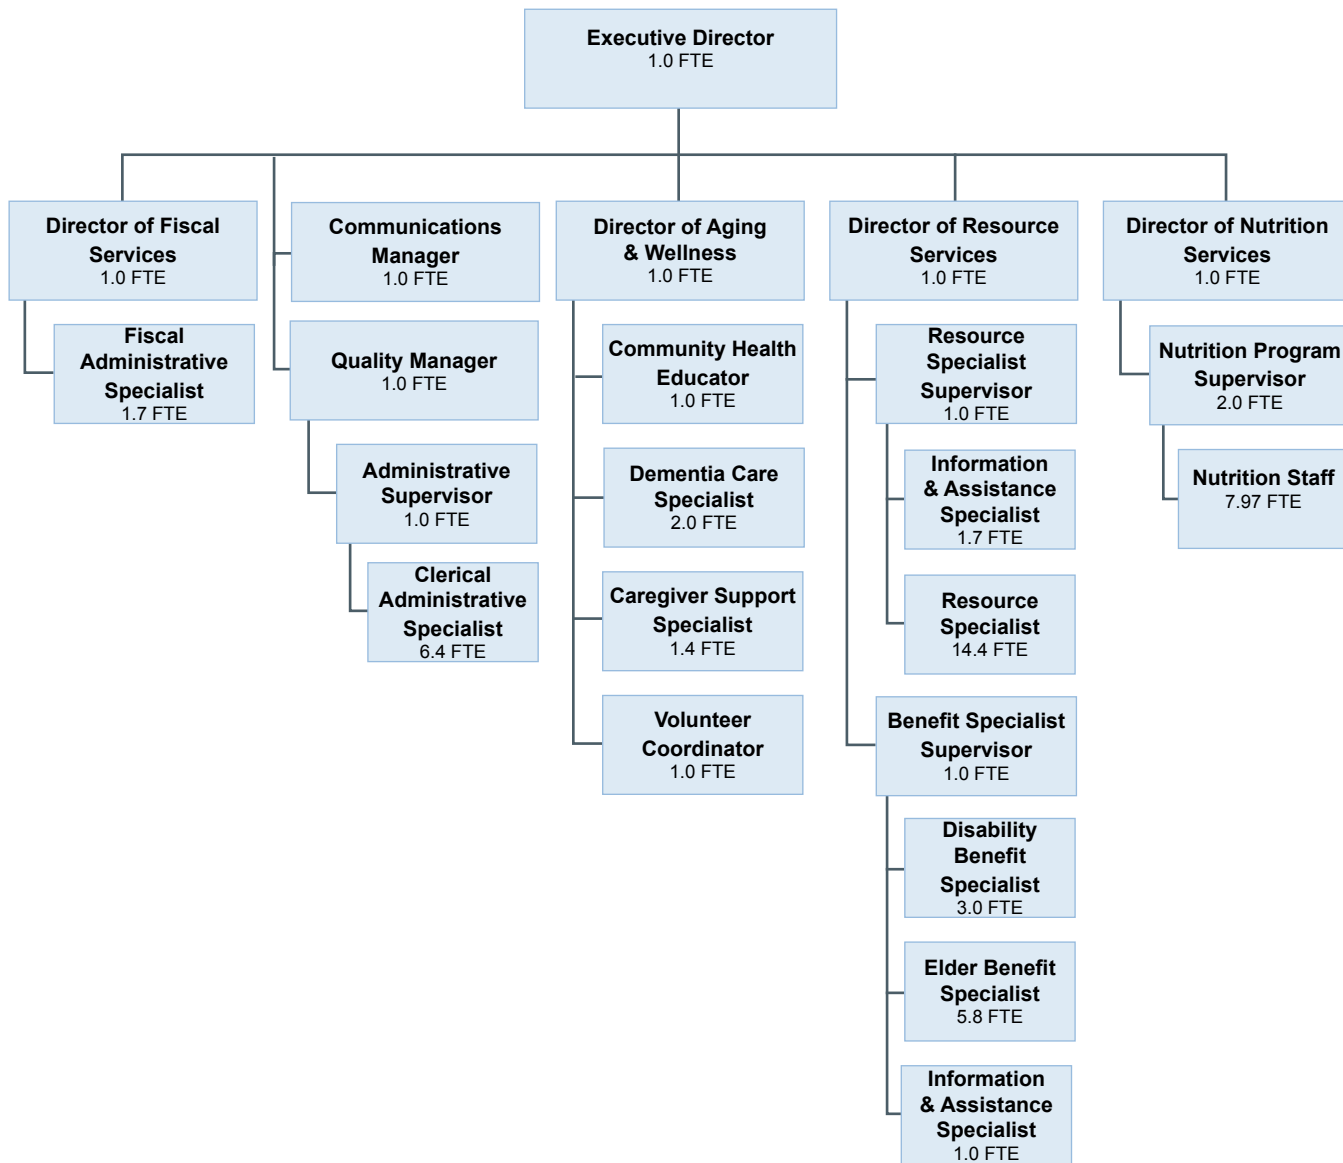 Executive Director
1.0 FTE
Director of Fiscal
Services
1.0 FTE
Fiscal
Administrative
Specialist
1.7 FTE
Communications
Manager
1.0 FTE
Quality Manager
1.0 FTE
Administrative
Supervisor
1.0 FTE
Clerical
Administrative
Specialist
6.4 FTE
Director of Aging
& Wellness
1.0 FTE
Community Health
Educator
1.0 FTE
Dementia Care
Specialist
2.0 FTE
Caregiver Support
Specialist
1.4 FTE
Volunteer
Coordinator
1.0 FTE
Director of Resource
Services
1.0 FTE
Resource
Specialist
Supervisor
1.0 FTE
Information
& Assistance
Specialist
1.7 FTE
Resource
Specialist
14.4 FTE
Benefit Specialist
Supervisor
1.0 FTE
Disability
Benefit
Specialist
3.0 FTE
Elder Benefit
Specialist
5.8 FTE
Information
& Assistance
Specialist
1.0 FTE
Director of Nutrition
Services
1.0 FTE
Nutrition Program
Supervisor
2.0 FTE
Nutrition Staff
7.97 FTE